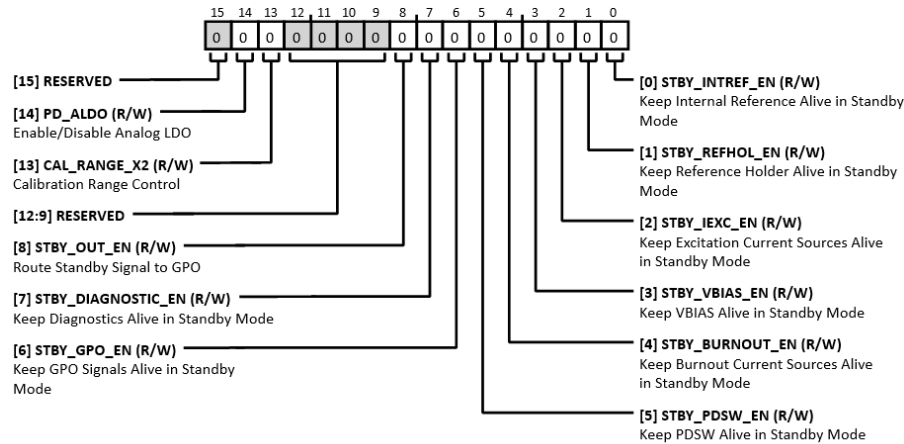 15 14 13 12 11 10 9 8 7 6 5 4 3 2 1 0
0 0 0 0 0 0 0 0 0 0 0 0 0 0 0 0
[15] RESERVED
[14] PD_ALDO (R/W)
Enable/Disable Analog LDO
[13] CAL_RANGE_X2 (R/W)
Calibration Range Control
[12:9] RESERVED
[8] STBY_OUT_EN (R/W)
Route Standby Signal to GPO
[7] STBY_DIAGNOSTIC_EN (R/W)
Keep Diagnostics Alive in Standby Mode
[6] STBY_GPO_EN (R/W)
Keep GPO Signals Alive in Standby
Mode
[0] STBY_INTREF_EN (R/W)
Keep Internal Reference Alive in Standby
Mode
[1] STBY_REFHOL_EN (R/W)
Keep Reference Holder Alive in Standby
Mode
[2] STBY_IEXC_EN (R/W)
Keep Excitation Current Sources Alive
in Standby Mode
[3] STBY_VBIAS_EN (R/W)
Keep VBIAS Alive in Standby Mode
[4] STBY_BURNOUT_EN (R/W)
Keep Burnout Current Sources Alive
in Standby Mode
[5] STBY_PDSW_EN (R/W)
Keep PDSW Alive in Standby Mode